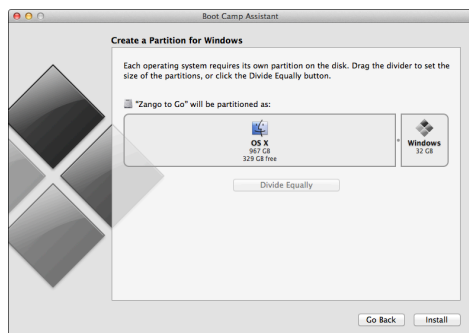 Boot Camp Assistant
Create a Partition for Windows
Each operating system requires its own partition on the disk. Drag the divider to set the
size of the partitions, or click the Divide Equally button.
"Zango to Go" will be partitioned as:
OS X
967 GB
329 GB free
Windows
32 GB
Divide Equally
Go Back
Install